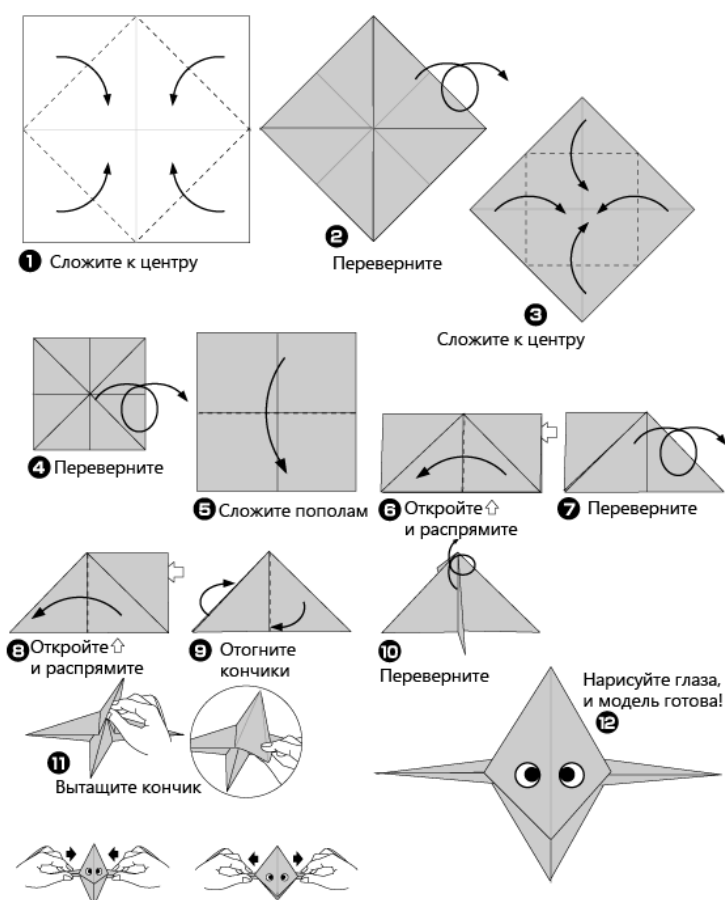 1 Сложите к центру
2
Переверните
3
Сложите к центру
4 Переверните
5 Сложите пополам
6 Откройте⇧
и распрямите
7 Переверните
8 Откройте⇧
и распрямите
9 Отогните
кончики
10
Переверните
11
Вытащите кончик
Нарисуйте глаза,
и модель готова!
12